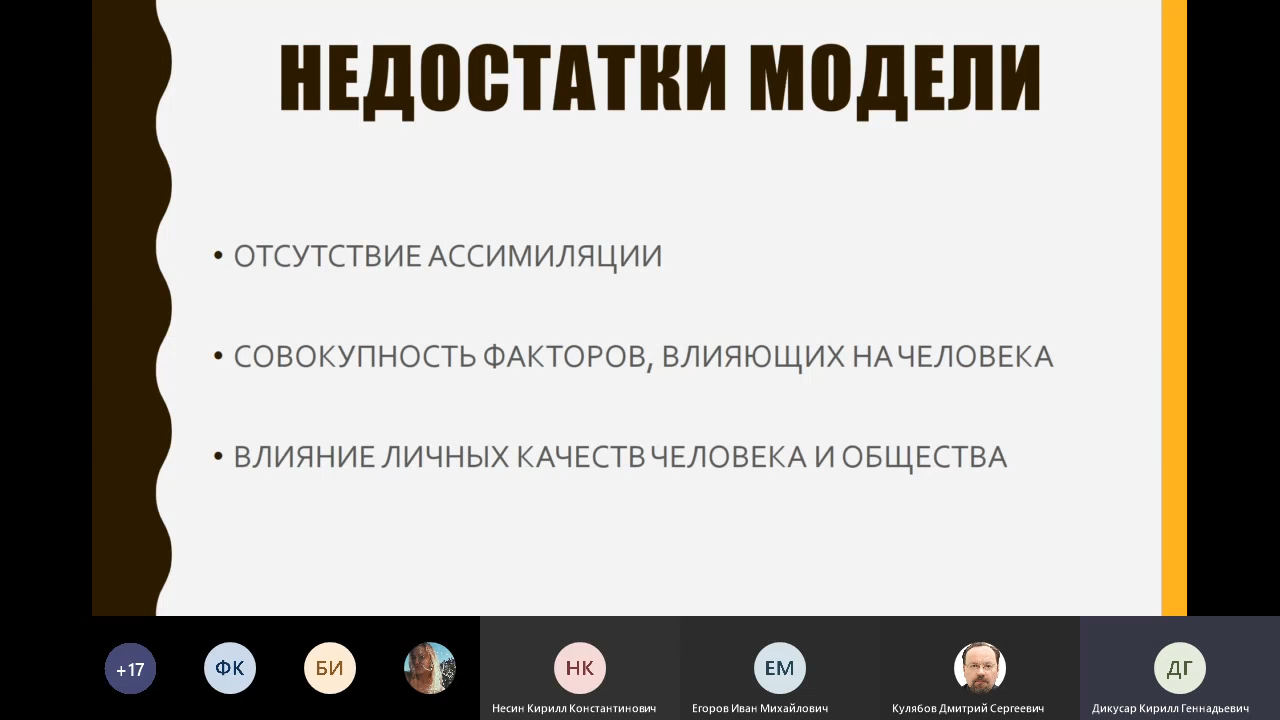 НЕДОСТАТКИ МОДЕЛИ
• ОТСУТСТВИЕ АССИМИЛЯЦИИ
• СОВОКУПНОСТЬ ФАКТОРОВ, ВЛИЯЮЩИХ НА ЧЕЛОВЕКА
• ВЛИЯНИЕ ЛИЧНЫХ КАЧЕСТВ ЧЕЛОВЕКА И ОБЩЕСТВА
+17 ФК БИ НК ЕМ ДГ
Несин Кирилл Константинович Егоров Иван Михайлович Кулябов Дмитрий Сергеевич Дикусар Кирилл Геннадьевич